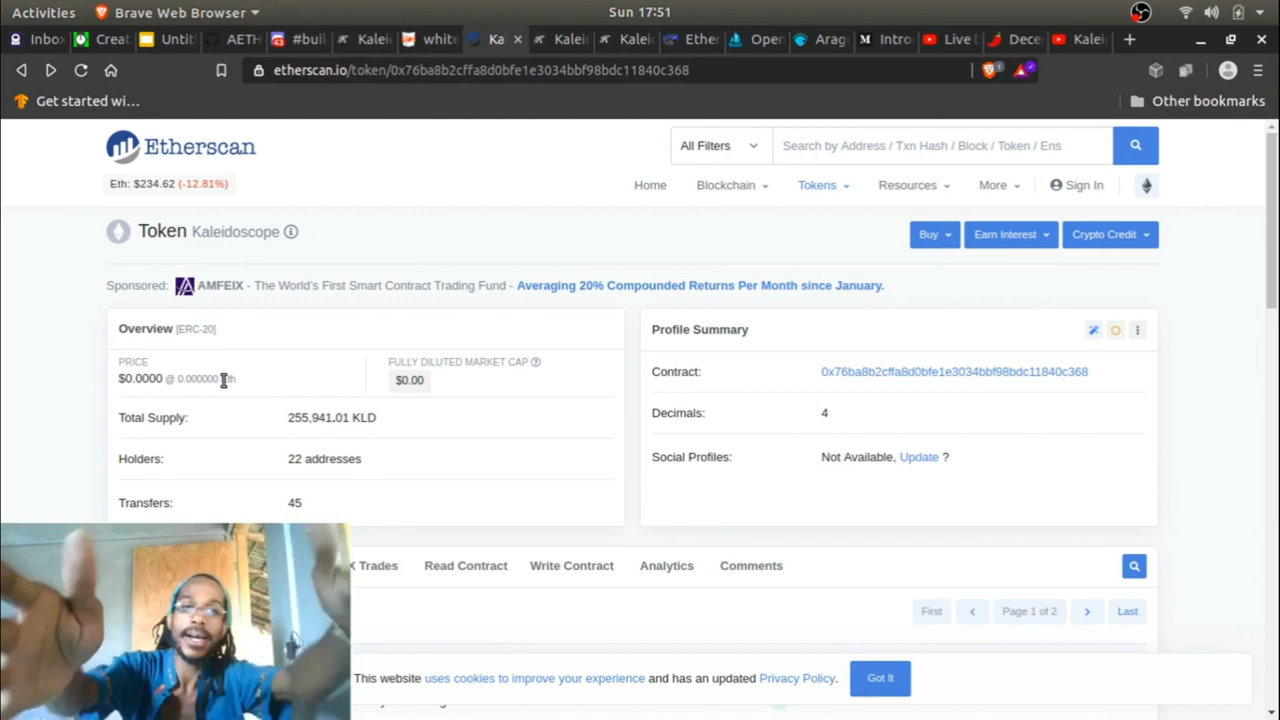 Activities Brave Web Browser Sun 17:51
Inbo Creat Untit AETH #buil Kalei white Ka Kalei Kalei Ether Open Arag Intro Live D Dece Kalei
etherscan.io/token/0x76ba8b2cffa8d0bfe1e3034bbf98bdc11840c368 1
Get started wi... Other bookmarks
Etherscan
All Filters Search by Address / Txn Hash / Block / Token / Ens
Eth: $234.62 (-12.81%)
Home Blockchain Tokens Resources More Sign In
Token Kaleidoscope
Buy Earn Interest Crypto Credit
Sponsored: AMFEIX - The World's First Smart Contract Trading Fund - Averaging 20% Compounded Returns Per Month since January.
Overview [ERC-20]
PRICE
$0.0000 @ 0.000000
FULLY DILUTED MARKET CAP
$0.00
Total Supply: 255,941.01 KLD
Holders: 22 addresses
Transfers: 45
Profile Summary
Contract: 0x76ba8b2cffa8d0bfe1e3034bbf98bdc11840c368
Decimals: 4
Social Profiles: Not Available, Update ?
X Trades Read Contract Write Contract Analytics Comments
First Page 1 of 2 Last
This website uses cookies to improve your experience and has an updated Privacy Policy. Got It